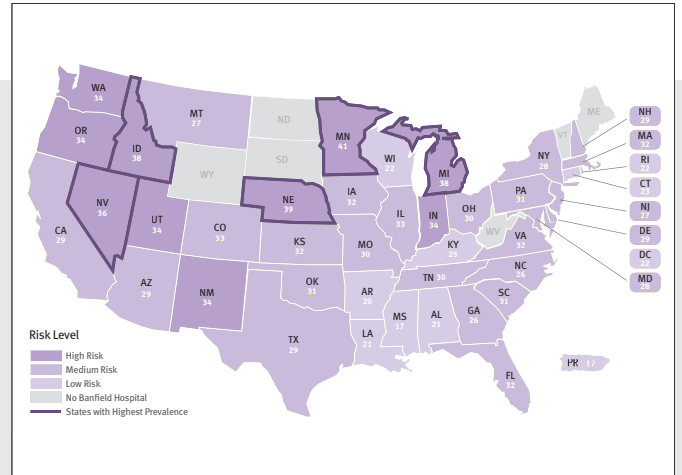 WA
34
OR
34
ID
38
MT
27
ND
SD
WY
NV
36
UT
34
CO
33
CA
29
AZ
29
NM
34
NE
39
KS
32
OK
31
TX
29
MN
41
IA
32
MO
30
AR
20
LA
21
WI
22
IL
33
MI
38
IN
34
OH
30
KY
25
TN 30
MS
17
AL
21
GA
26
FL
32
SC
31
NC
26
VA
32
WV
PA
31
NY
28
VT
ME
NH
29
MA
32
RI
22
CT
23
NJ
27
DE
29
DC
22
MD
28
PR 17
Risk Level
High Risk
Medium Risk
Low Risk
No Banfield Hospital
States with Highest Prevalence